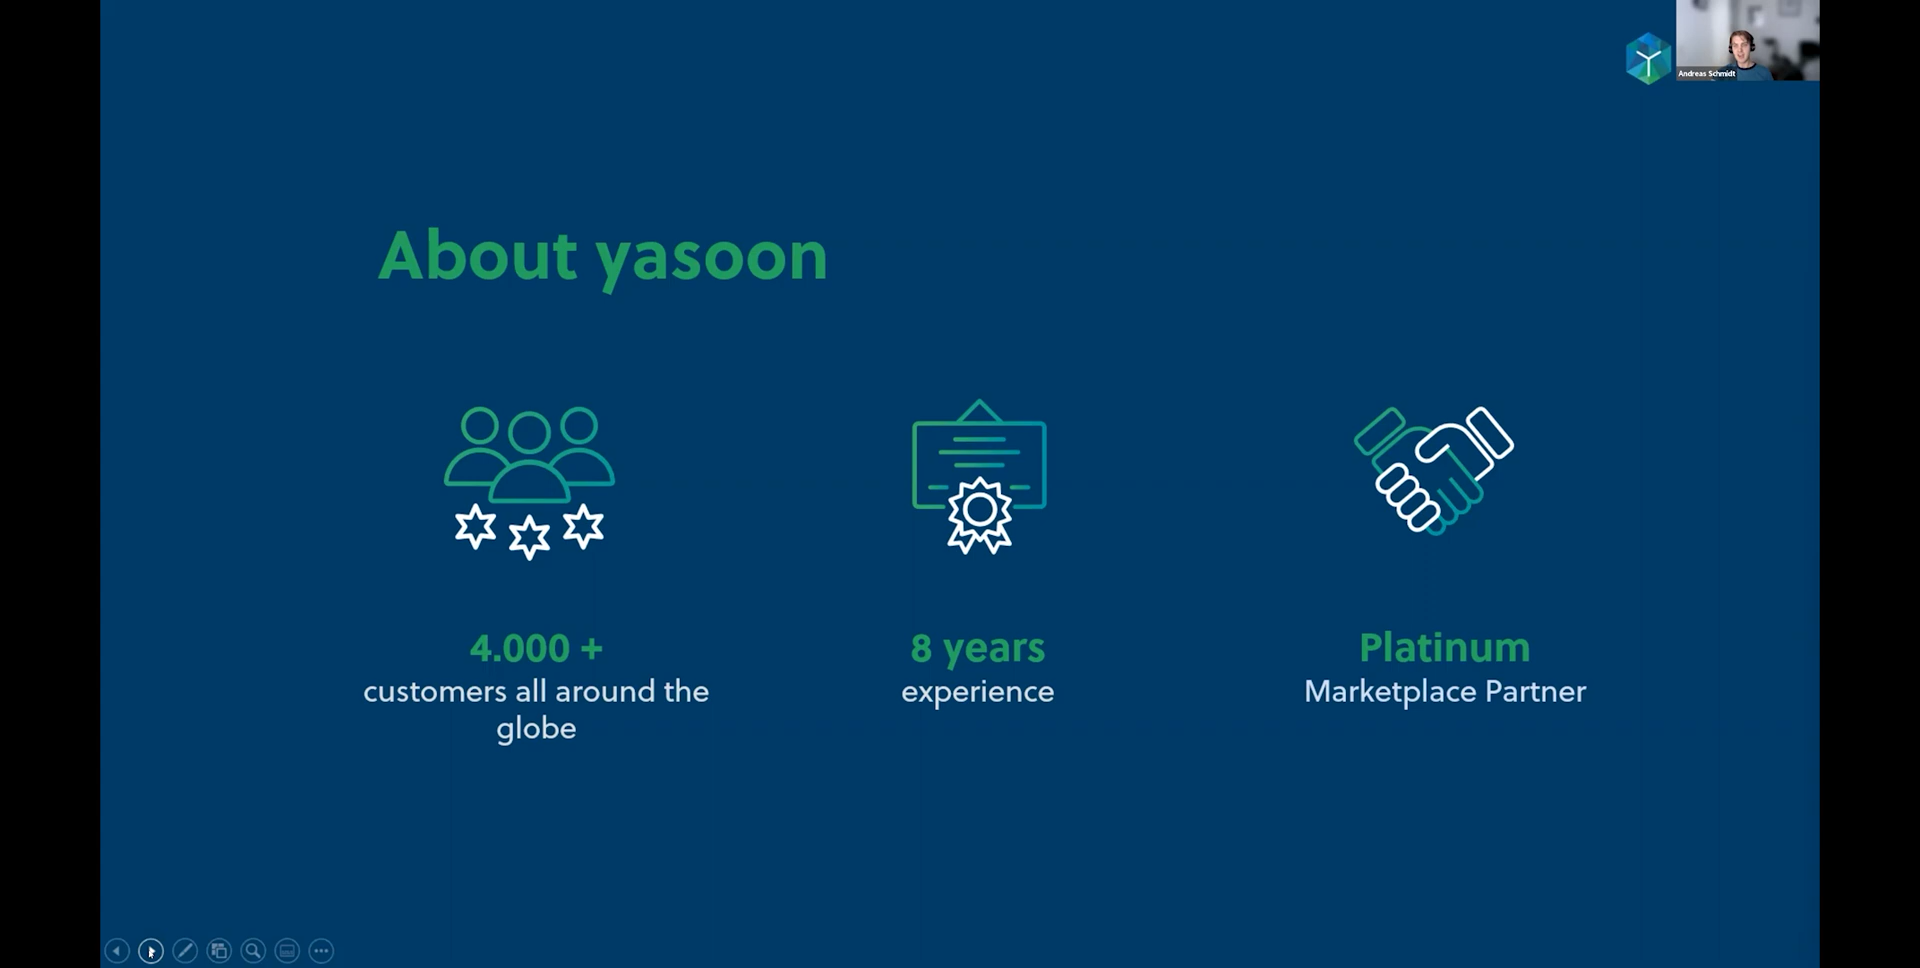 Andreas Schmidt
About yasoon
4.000 +
customers all around the
globe
8 years
experience
Platinum
Marketplace Partner